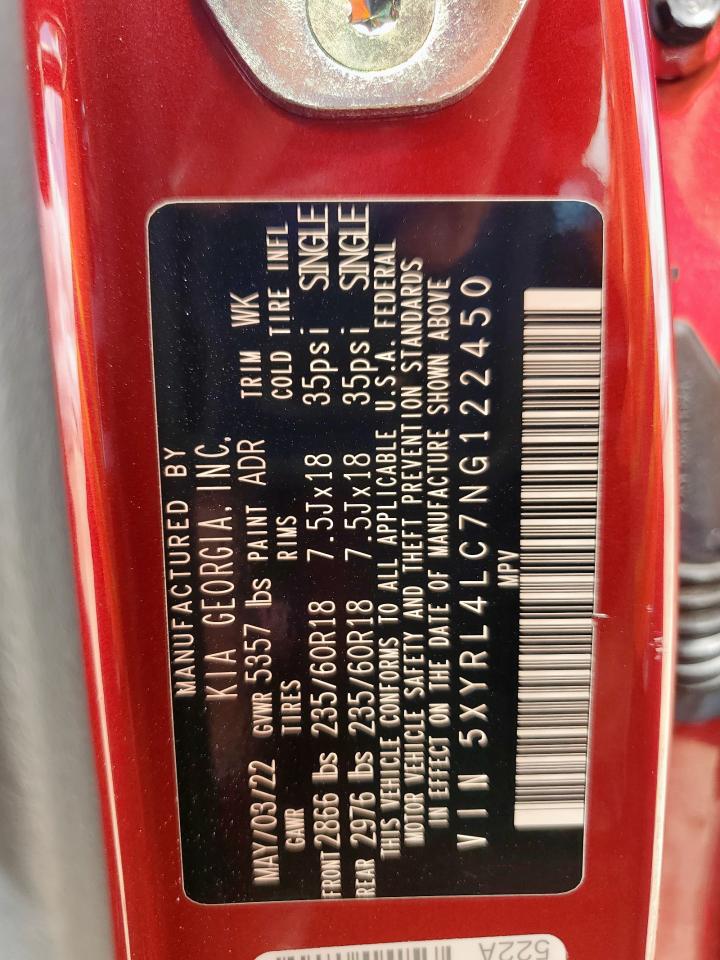 MANUFACTURED BY
KIA GEORGIA, INC.
MAY/03/22 GVWR 5357 lbs PAINT ADR TRIM WK
GAWR TIRES RIMS COLD TIRE INFL
FRONT 2866 lbs 235/60R18 7.5Jx18 35psi SINGLE
REAR 2976 lbs 235/60R18 7.5Jx18 35psi SINGLE
THIS VEHICLE CONFORMS TO ALL APPLICABLE U.S.A. FEDERAL
MOTOR VEHICLE SAFETY AND THEFT PREVENTION STANDARDS
IN EFFECT ON THE DATE OF MANUFACTURE SHOWN ABOVE
VIN 5XYRL4LC7NG122450
MPV
522A